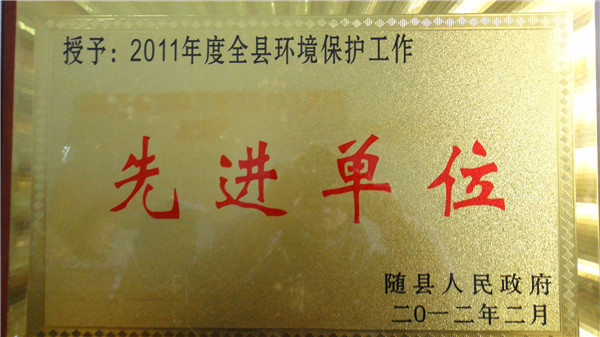 授予：2011年度全县环境保护工作
先进单位
随县人民政府
二〇一二年二月